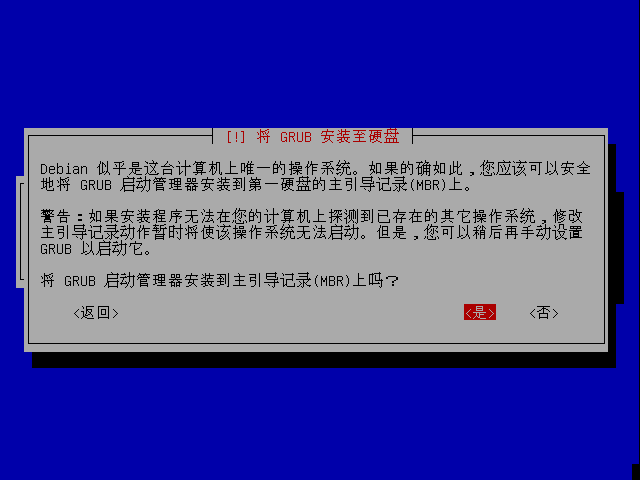 [!] 将 GRUB 安装至硬盘
Debian 似乎是这台计算机上唯一的操作系统。如果的确如此,您应该可以安全
地将 GRUB 启动管理器安装到第一硬盘的主引导记录(MBR)上。
警告:如果安装程序无法在您的计算机上探测到已存在的其它操作系统,修改
主引导记录动作暂时将使该操作系统无法启动。但是,您可以稍后再手动设置
GRUB 以启动它。
将 GRUB 启动管理器安装到主引导记录(MBR)上吗?
<返回> <是> <否>